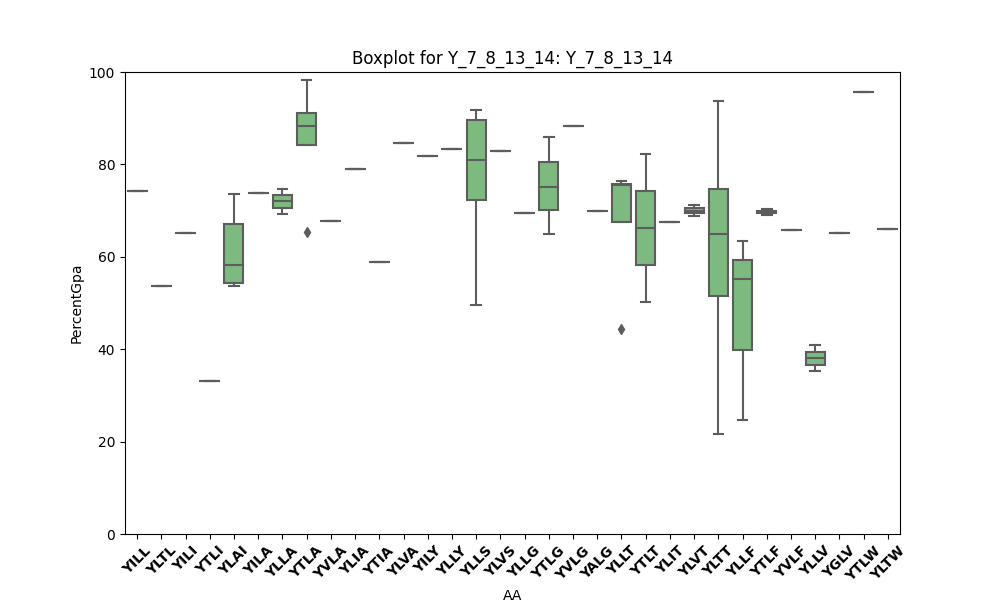 Boxplot for Y_7_8_13_14: Y_7_8_13_14
100
80
60
40
20
0
PercentGpa
YILL YLTL YILI YTLI YLAI YILA YLLA YTLA YVLA YLIA YTIA YLVA YILY YLLY YLLS YLVS YLLG YTLG YVLG YALG YLLT YTLT YLIT YLVT YLTT YLLF YTLF YVLF YLLV YGLV YTLW YLTW
AA